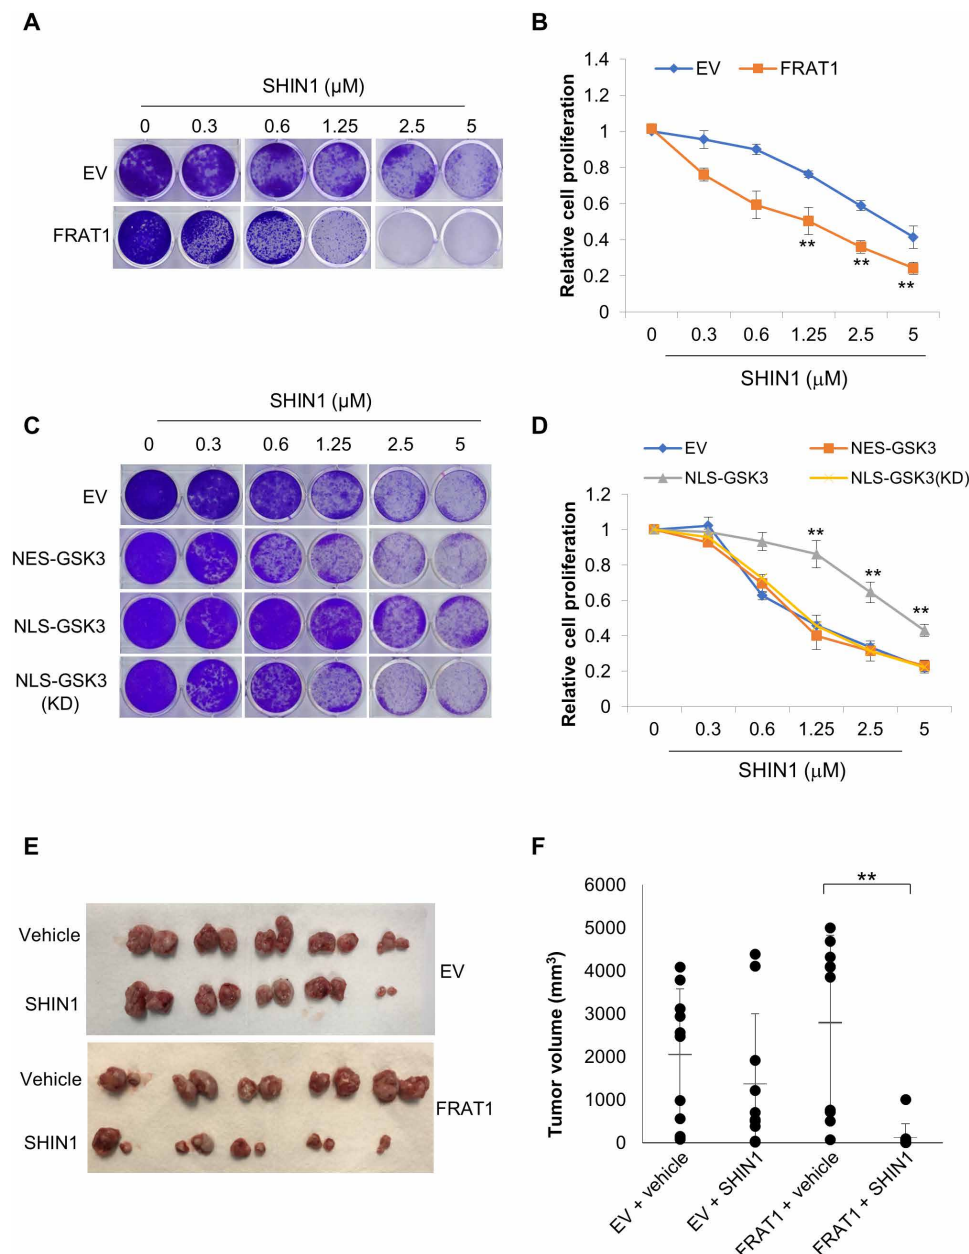 A
SHIN1 (µM)
0 0.3 0.6 1.25 2.5 5
EV
FRAT1
B
EV FRAT1
Relative cell proliferation
1.4
1.2
1
0.8
0.6
0.4
0.2
0
** ** **
0 0.3 0.6 1.25 2.5 5
SHIN1 (μM)
C
SHIN1 (µM)
0 0.3 0.6 1.25 2.5 5
EV
NES-GSK3
NLS-GSK3
NLS-GSK3
(KD)
D
EV NES-GSK3
NLS-GSK3 NLS-GSK3(KD)
Relative cell proliferation
1.2
1
0.8
0.6
0.4
0.2
0
** ** **
0 0.3 0.6 1.25 2.5 5
SHIN1 (μM)
E
Vehicle
SHIN1
EV
Vehicle
SHIN1
FRAT1
F
**
Tumor volume (mm³)
6000
5000
4000
3000
2000
1000
0
EV + vehicle
EV + SHIN1
FRAT1 + vehicle
FRAT1 + SHIN1